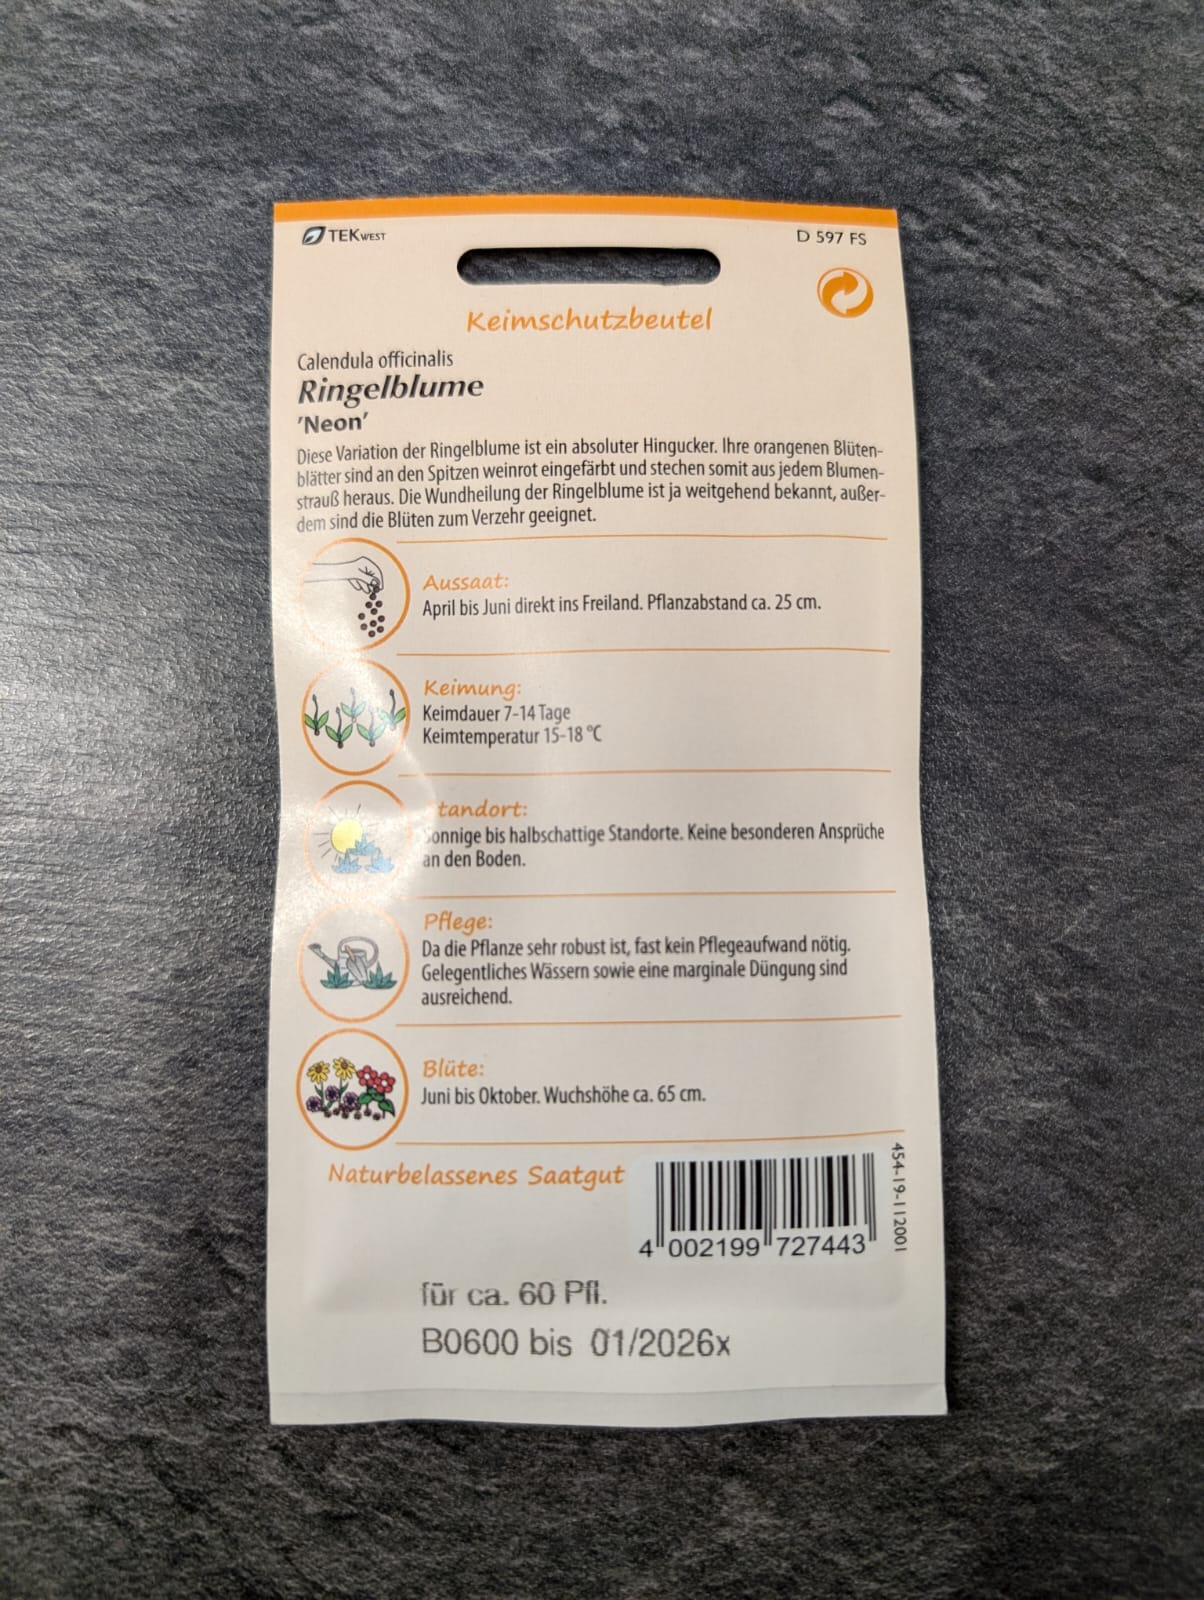 TEKWEST
D 597 FS
Keimschutzbeutel
Calendula officinalis
Ringelblume
'Neon'
Diese Variation der Ringelblume ist ein absoluter Hingucker. Ihre orangenen Blüten-
blätter sind an den Spitzen weinrot eingefärbt und stechen somit aus jedem Blumen-
strauß heraus. Die Wundheilung der Ringelblume ist ja weitgehend bekannt, außer-
dem sind die Blüten zum Verzehr geeignet.
Aussaat:
April bis Juni direkt ins Freiland. Pflanzabstand ca. 25 cm.
Keimung:
Keimdauer 7-14 Tage
Keimtemperatur 15-18 °C
Standort:
Sonnige bis halbschattige Standorte. Keine besonderen Ansprüche
an den Boden.
Pflege:
Da die Pflanze sehr robust ist, fast kein Pflegeaufwand nötig.
Gelegentliches Wässern sowie eine marginale Düngung sind
ausreichend.
Blüte:
Juni bis Oktober. Wuchshöhe ca. 65 cm.
Naturbelassenes Saatgut
4 002199 727443
454-19-112001
für ca. 60 Pfl.
B0600 bis 01/2026x